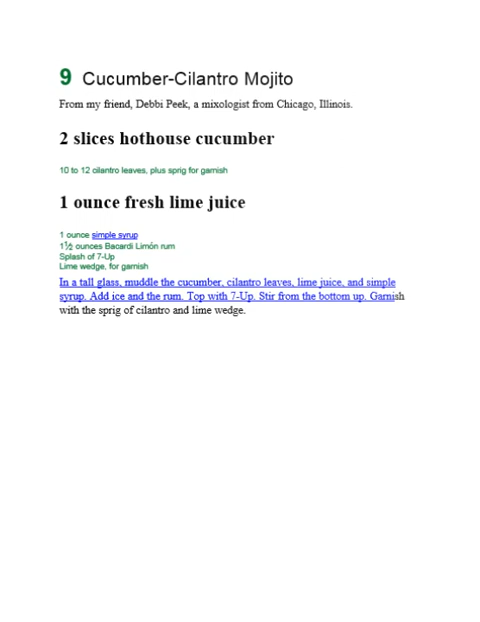 9 Cucumber-Cilantro Mojito
From my friend, Debbi Peek, a mixologist from Chicago, Illinois.
2 slices hothouse cucumber
10 to 12 cilantro leaves, plus sprig for garnish
1 ounce fresh lime juice
1 ounce simple syrup
1½ ounces Bacardi Limón rum
Splash of 7-Up
Lime wedge, for garnish
In a tall glass, muddle the cucumber, cilantro leaves, lime juice, and simple
syrup. Add ice and the rum. Top with 7-Up. Stir from the bottom up. Garnish
with the sprig of cilantro and lime wedge.